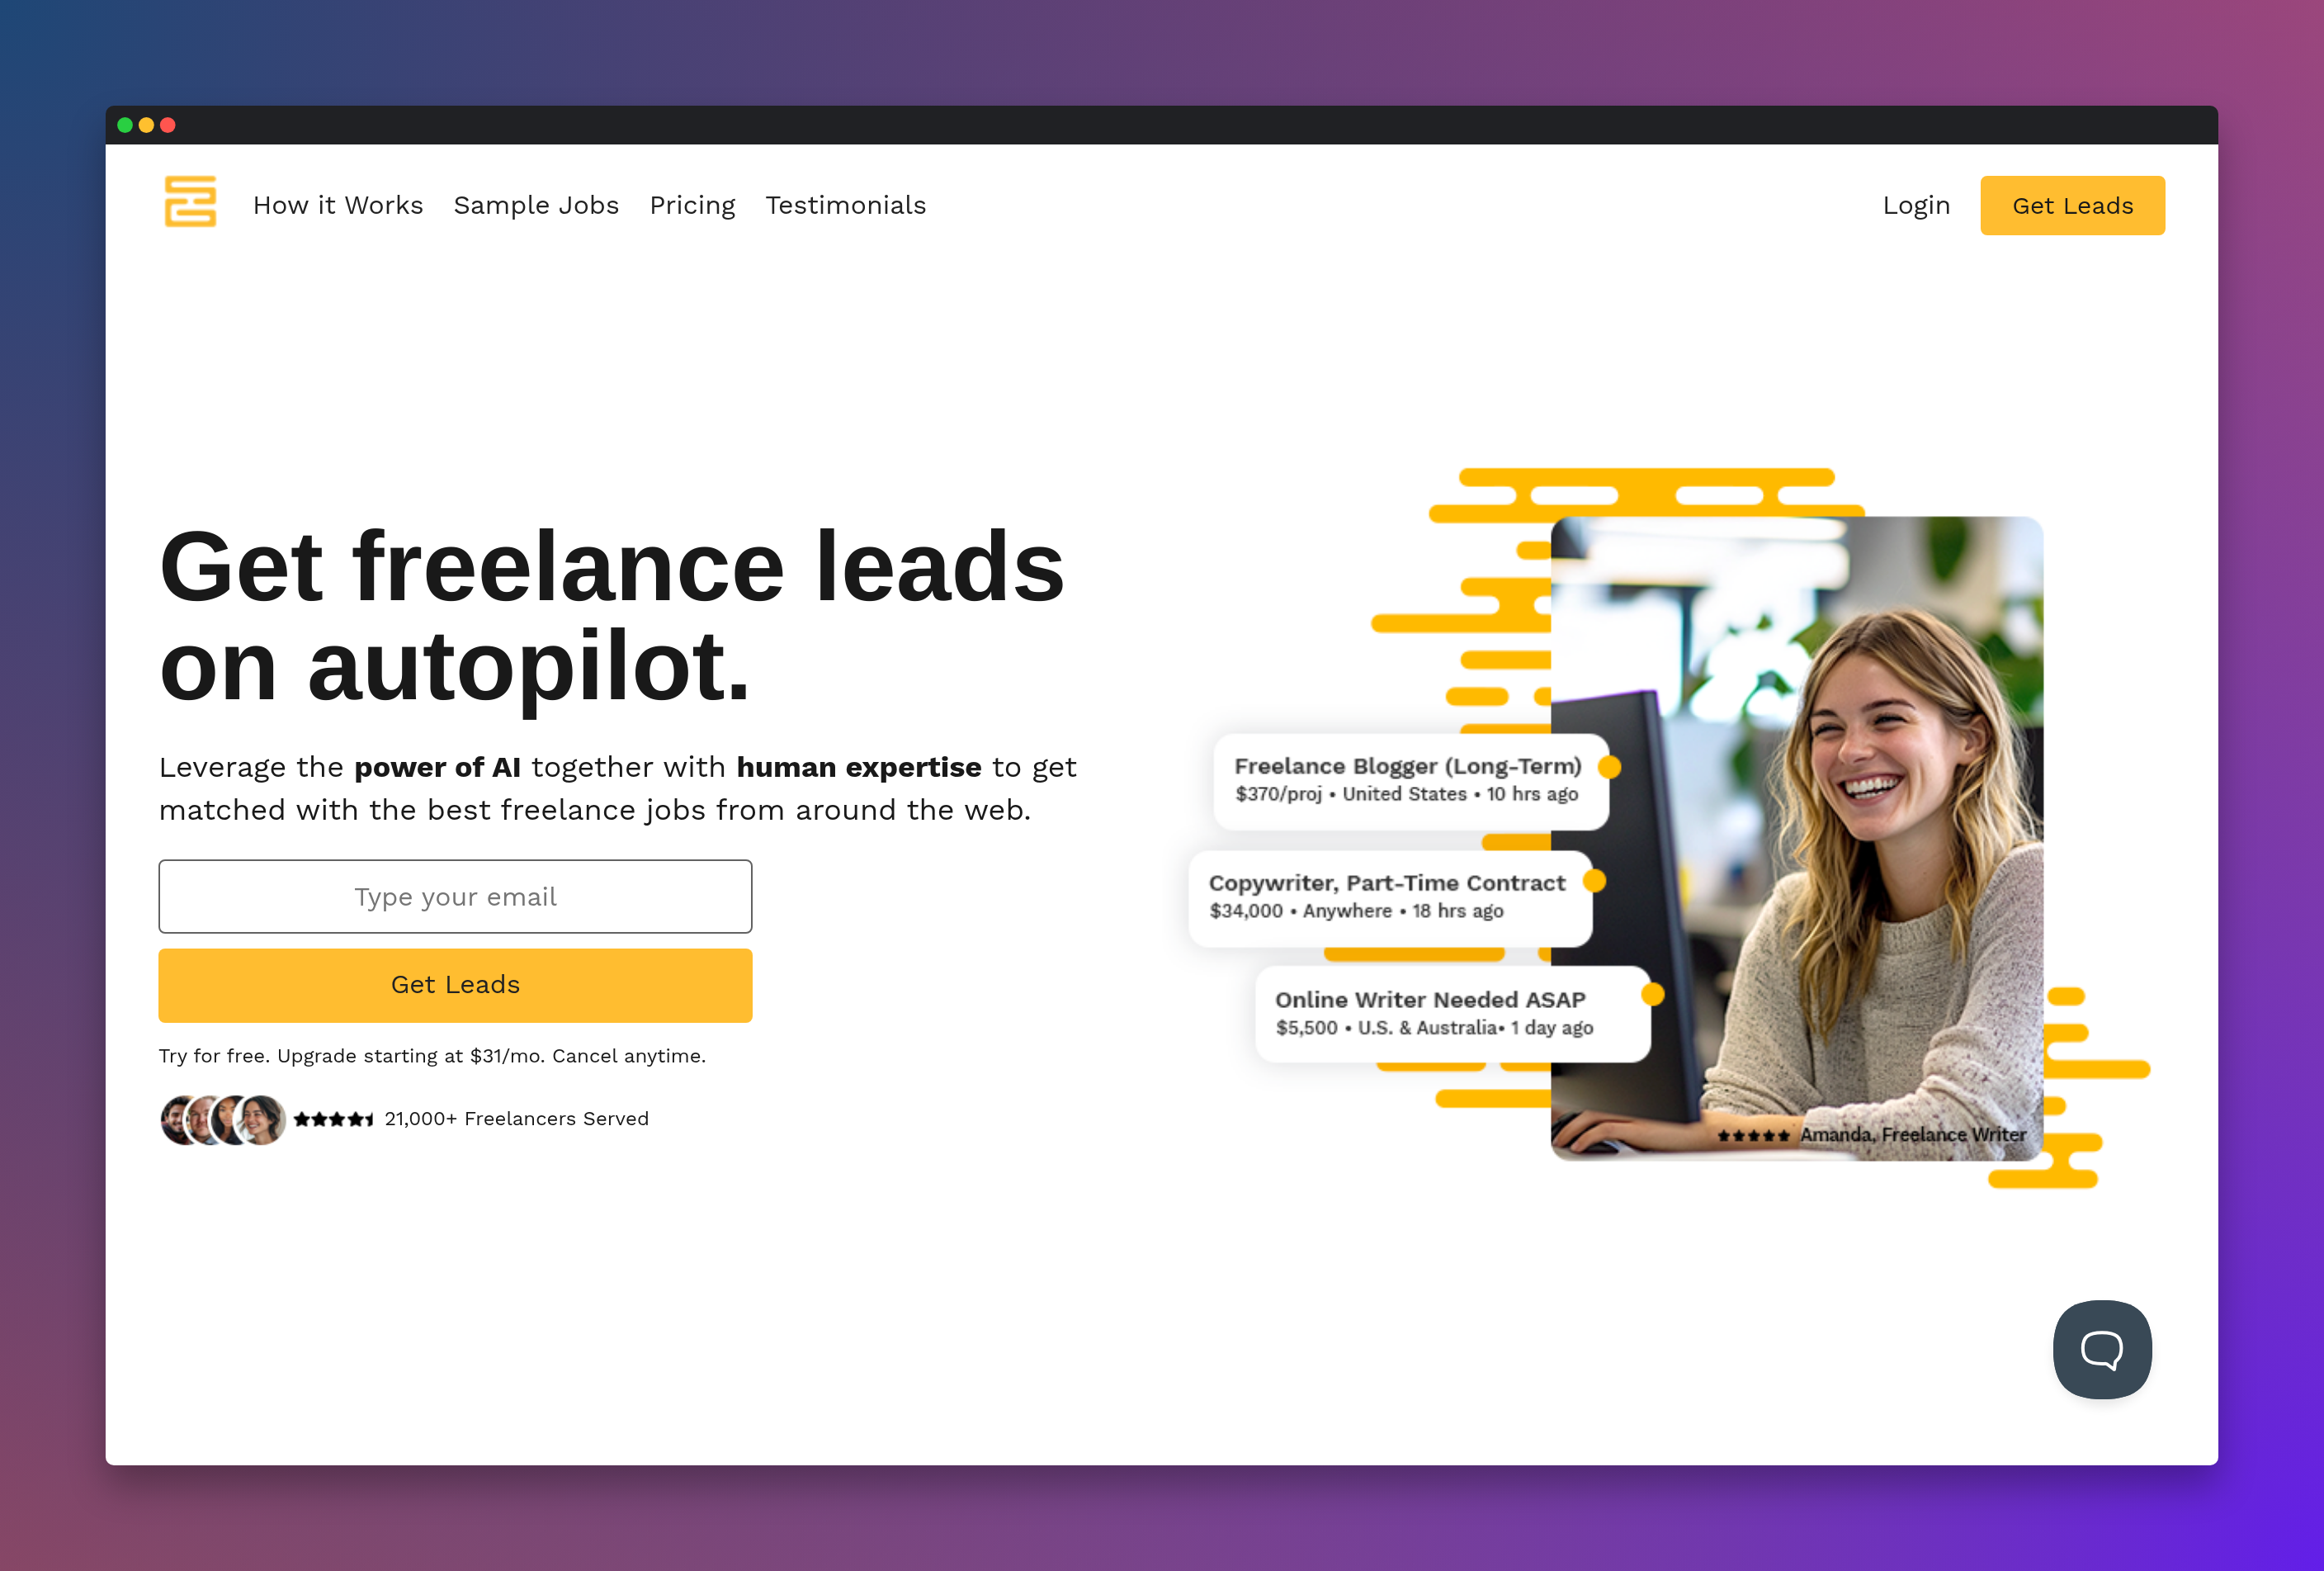 How it Works Sample Jobs Pricing Testimonials Login Get Leads
Get freelance leads
on autopilot.
Leverage the power of AI together with human expertise to get
matched with the best freelance jobs from around the web.
Type your email
Get Leads
Try for free. Upgrade starting at $31/mo. Cancel anytime.
21,000+ Freelancers Served
Freelance Blogger (Long-Term)
$370/proj • United States • 10 hrs ago
Copywriter, Part-Time Contract
$34,000 • Anywhere • 18 hrs ago
Online Writer Needed ASAP
$5,500 • U.S. & Australia• 1 day ago
Amanda, Freelance Writer